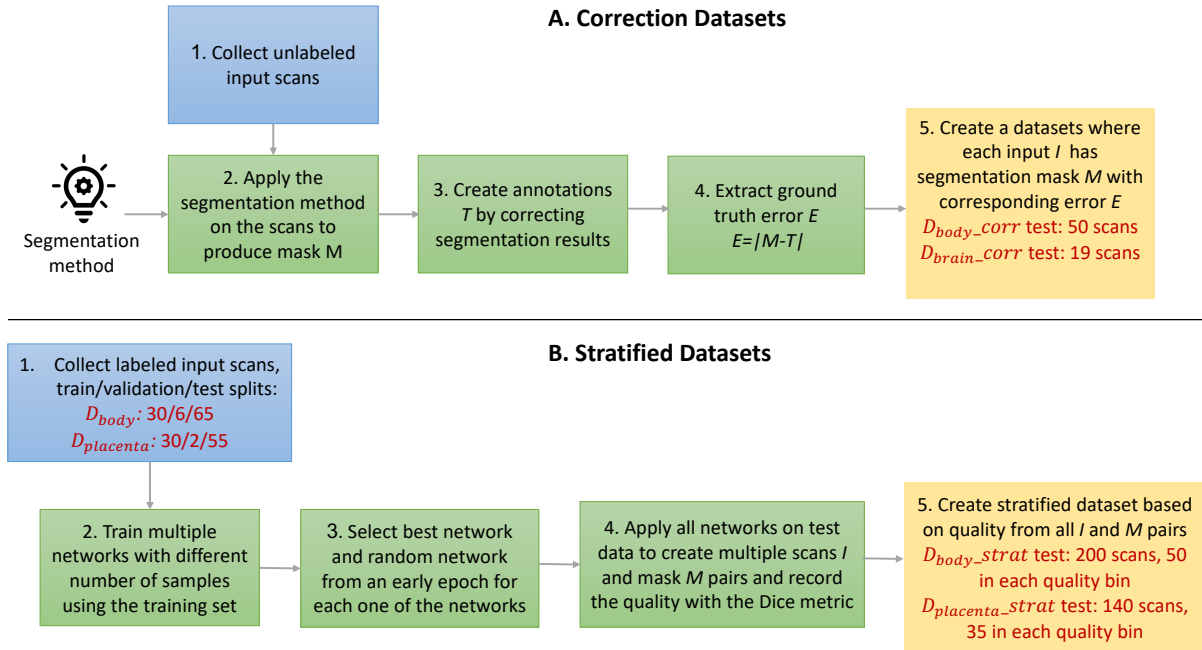 A. Correction Datasets
1. Collect unlabeled
input scans
Segmentation
method
2. Apply the
segmentation method
on the scans to
produce mask M
3. Create annotations
T by correcting
segmentation results
4. Extract ground
truth error E
E=|M-T|
5. Create a datasets where
each input I has
segmentation mask M with
corresponding error E
D_body_corr test: 50 scans
D_brain_corr test: 19 scans
B. Stratified Datasets
1. Collect labeled input scans,
train/validation/test splits:
D_body: 30/6/65
D_placenta: 30/2/55
2. Train multiple
networks with different
number of samples
using the training set
3. Select best network
and random network
from an early epoch for
each one of the networks
4. Apply all networks on test
data to create multiple scans I
and mask M pairs and record
the quality with the Dice metric
5. Create stratified dataset based
on quality from all I and M pairs
D_body_strat test: 200 scans, 50
in each quality bin
D_placenta_strat test: 140 scans,
35 in each quality bin